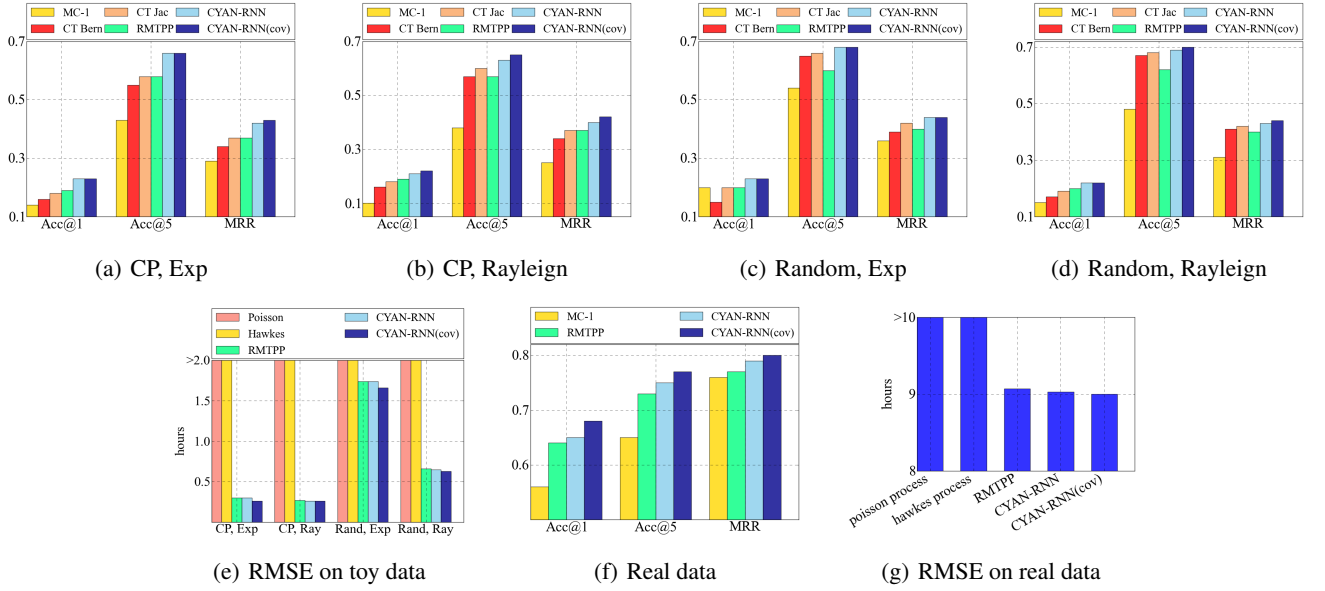 MC-1 CT Jac CYAN-RNN
CT Bern RMTPP CYAN-RNN(cov)
0.7
0.5
0.3
0.1
Acc@1 Acc@5 MRR
(a) CP, Exp
MC-1 CT Jac CYAN-RNN
CT Bern RMTPP CYAN-RNN(cov)
0.7
0.5
0.3
0.1
Acc@1 Acc@5 MRR
(b) CP, Rayleign
MC-1 CT Jac CYAN-RNN
CT Bern RMTPP CYAN-RNN(cov)
0.7
0.5
0.3
0.1
Acc@1 Acc@5 MRR
(c) Random, Exp
MC-1 CT Jac CYAN-RNN
CT Bern RMTPP CYAN-RNN(cov)
0.7
0.5
0.3
0.1
Acc@1 Acc@5 MRR
(d) Random, Rayleign
Poisson CYAN-RNN
Hawkes CYAN-RNN(cov)
RMTPP
>2.0
1.5
1.0
0.5
hours
CP, Exp CP, Ray Rand, Exp Rand, Ray
(e) RMSE on toy data
MC-1 CYAN-RNN
RMTPP CYAN-RNN(cov)
0.8
0.7
0.6
Acc@1 Acc@5 MRR
(f) Real data
>10
9
8
hours
poisson process
hawkes process
RMTPP
CYAN-RNN
CYAN-RNN(cov)
(g) RMSE on real data